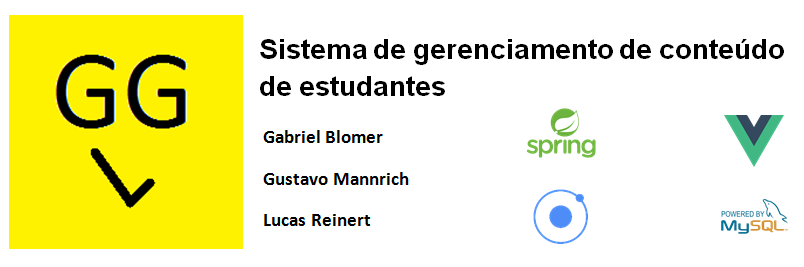 GG
L
Sistema de gerenciamento de conteúdo
de estudantes
Gabriel Blomer
Gustavo Mannrich
Lucas Reinert
spring
POWERED BY
MySQL